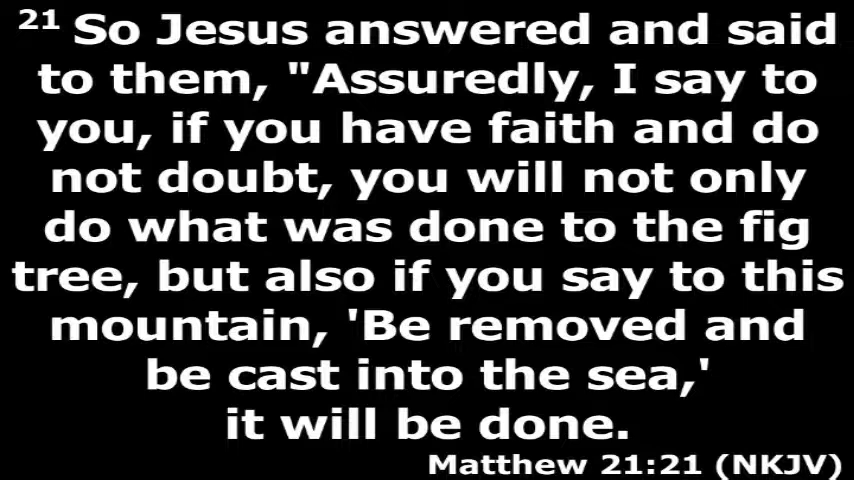 21 So Jesus answered and said
to them, "Assuredly, I say to
you, if you have faith and do
not doubt, you will not only
do what was done to the fig
tree, but also if you say to this
mountain, 'Be removed and
be cast into the sea,'
it will be done.
Matthew 21:21 (NKJV)